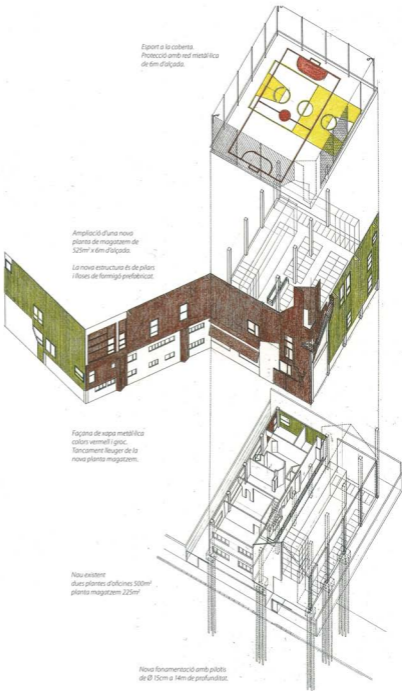 Esport a la coberta.
Protecció amb red metàl·lica
de 6m d'alçada.
Ampliació d'una nova
planta de magatzem de
525m² x 6m d'alçada.
La nova estructura és de pilars
i lloses de formigó prefabricat.
Façana de xapa metàl·lica
colors vermell i groc.
Tancament lleuger de la
nova planta magatzem.
Nau existent
dues plantes d'oficines 500m²
planta magatzem 225m²
Nova fonamentació amb pilotis
de Ø 15cm a 14m de profunditat.